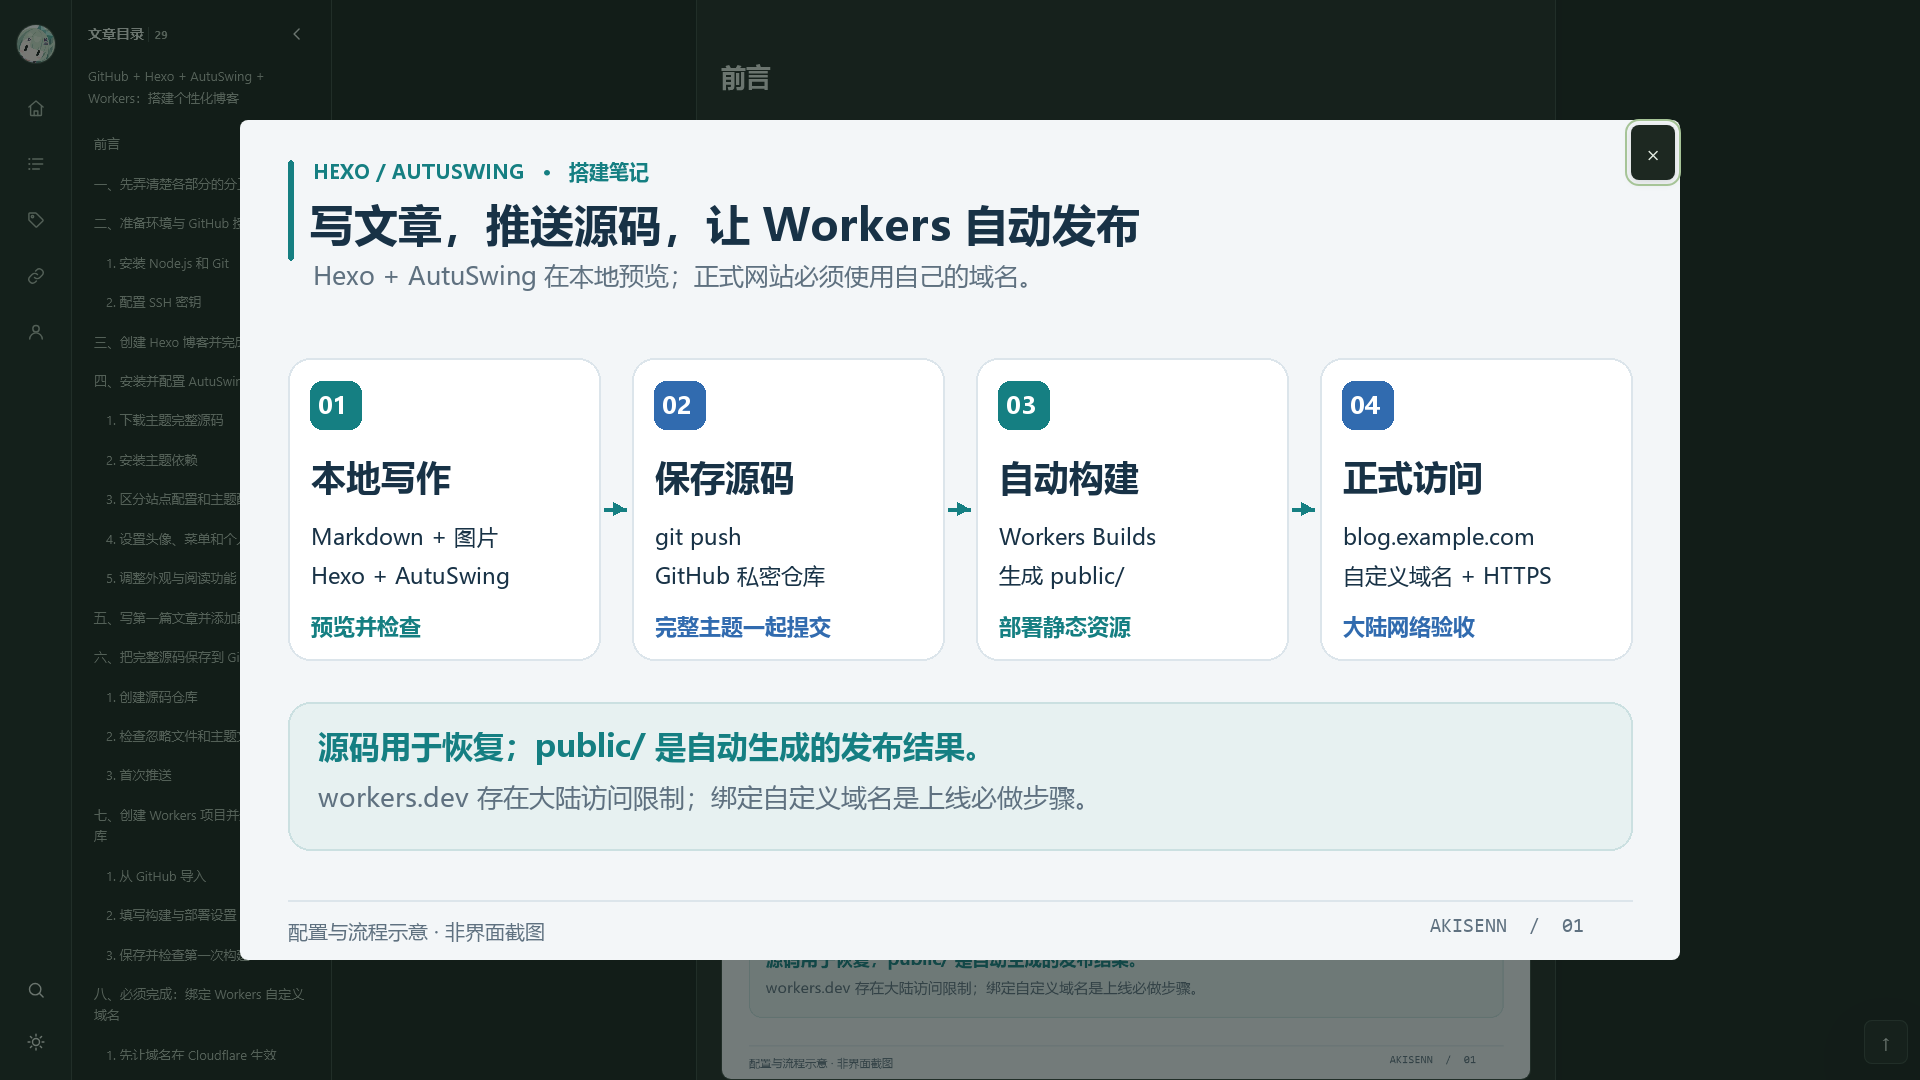 文章目录 29
GitHub + Hexo + AutuSwing +
Workers：搭建个性化博客
前言
一、先弄清楚各部分的分
二、准备环境与 GitHub
1. 安装 Node.js 和 Git
2. 配置 SSH 密钥
三、创建 Hexo 博客并完
四、安装并配置 AutuSwin
1. 下载主题完整源码
2. 安装主题依赖
3. 区分站点配置和主题
4. 设置头像、菜单和个
5. 调整外观与阅读功能
五、写第一篇文章并添加
六、把完整源码保存到 Gi
1. 创建源码仓库
2. 检查忽略文件和主题
3. 首次推送
七、创建 Workers 项目并
库
1. 从 GitHub 导入
2. 填写构建与部署设置
3. 保存并检查第一次构
八、必须完成：绑定 Workers 自定义
域名
1. 先让域名在 Cloudflare 生效
前言
×
HEXO / AUTUSWING • 搭建笔记
写文章，推送源码，让 Workers 自动发布
Hexo + AutuSwing 在本地预览；正式网站必须使用自己的域名。
01
本地写作
Markdown + 图片
Hexo + AutuSwing
预览并检查
02
保存源码
git push
GitHub 私密仓库
完整主题一起提交
03
自动构建
Workers Builds
生成 public/
部署静态资源
04
正式访问
blog.example.com
自定义域名 + HTTPS
大陆网络验收
源码用于恢复；public/ 是自动生成的发布结果。
workers.dev 存在大陆访问限制；绑定自定义域名是上线必做步骤。
配置与流程示意 · 非界面截图
AKISENN / 01
源码用于恢复；public/ 是自动生成的发布结果。
workers.dev 存在大陆访问限制；绑定自定义域名是上线必做步骤。
配置与流程示意 · 非界面截图
AKISENN / 01
↑